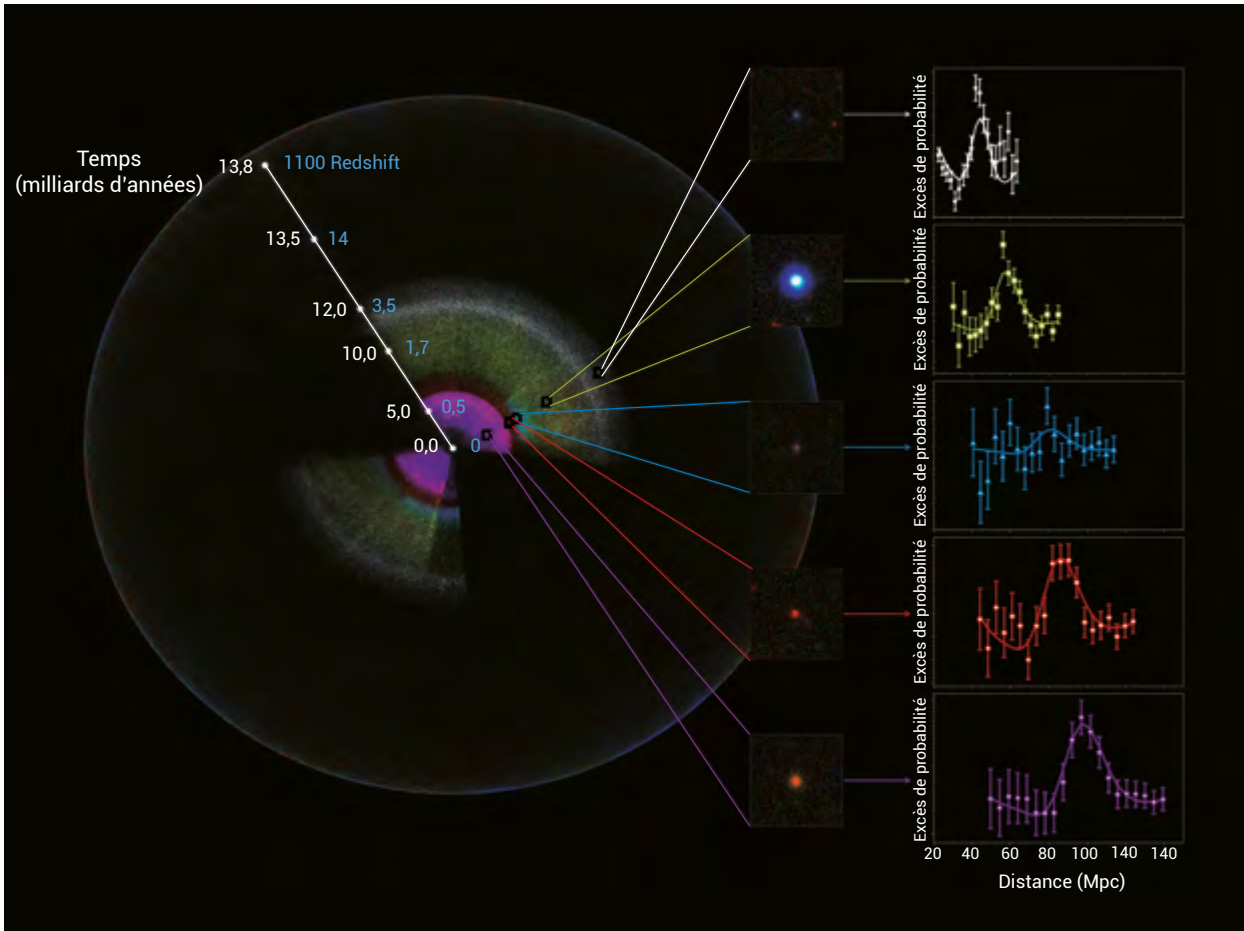 Temps
(milliards d'années)
13,8
1100 Redshift
13,5
14
12,0
3,5
10,0
1,7
5,0
0,5
0,0
0
Excès de probabilité
Excès de probabilité
Excès de probabilité
Excès de probabilité
Excès de probabilité
20 40 60 80 100 140 140
Distance (Mpc)